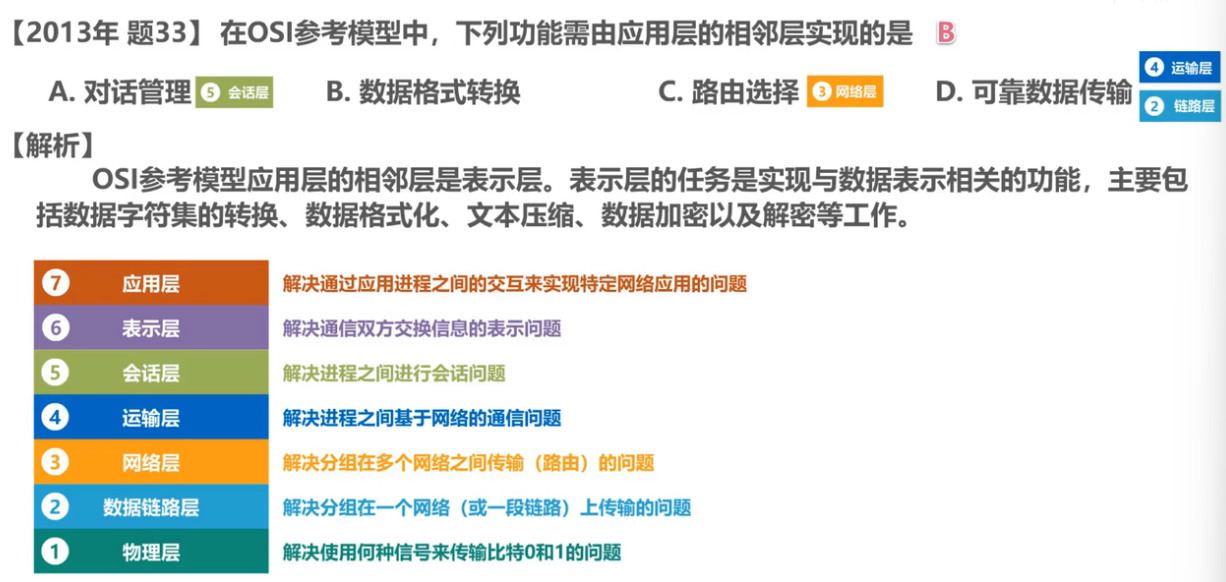 【2013年 题33】在OSI参考模型中，下列功能需由应用层的相邻层实现的是 B
A. 对话管理 5 会话层 B. 数据格式转换 C. 路由选择 3 网络层 D. 可靠数据传输 4 运输层
2 链路层
【解析】
OSI参考模型应用层的相邻层是表示层。表示层的任务是实现与数据表示相关的功能，主要包
括数据字符集的转换、数据格式化、文本压缩、数据加密以及解密等工作。
7 应用层 解决通过应用进程之间的交互来实现特定网络应用的问题
6 表示层 解决通信双方交换信息的表示问题
5 会话层 解决进程之间进行会话问题
4 运输层 解决进程之间基于网络的通信问题
3 网络层 解决分组在多个网络之间传输（路由）的问题
2 数据链路层 解决分组在一个网络（或一段链路）上传输的问题
1 物理层 解决使用何种信号来传输比特0和1的问题